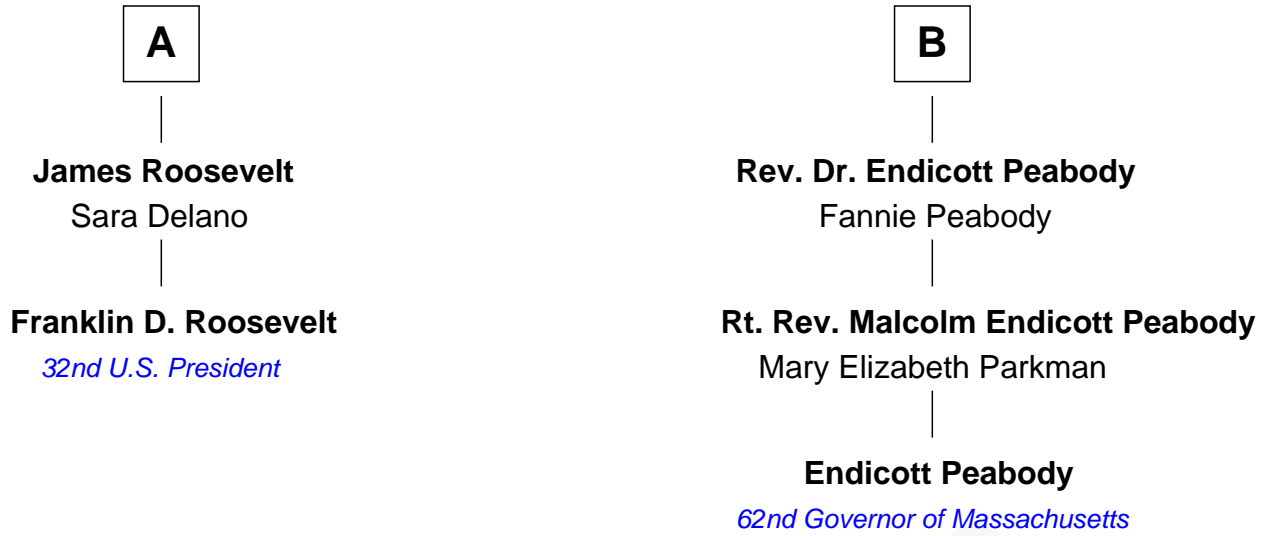 A
James Roosevelt
Sara Delano
Franklin D. Roosevelt
32nd U.S. President
B
Rev. Dr. Endicott Peabody
Fannie Peabody
Rt. Rev. Malcolm Endicott Peabody
Mary Elizabeth Parkman
Endicott Peabody
62nd Governor of Massachusetts